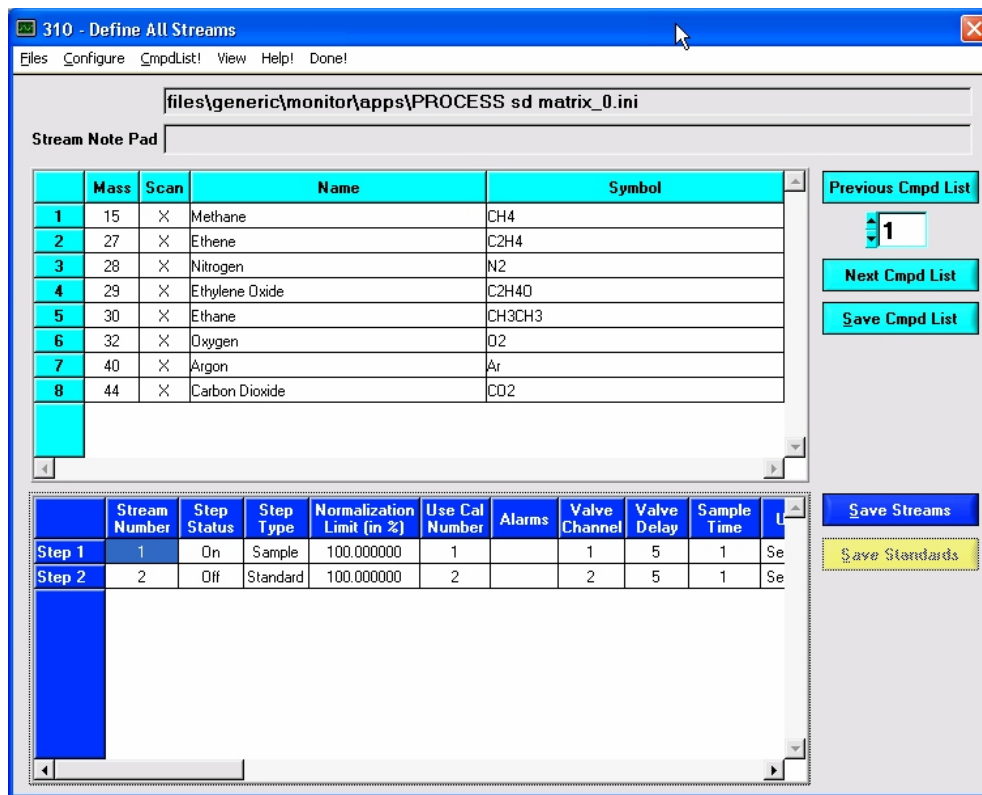 310 - Define All Streams
Files Configure CmpdList! View Help! Done!
files\generic\monitor\apps\PROCESS sd matrix_0.ini
Stream Note Pad
Mass Scan Name Symbol
1 15 X Methane CH4
2 27 X Ethene C2H4
3 28 X Nitrogen N2
4 29 X Ethylene Oxide C2H4O
5 30 X Ethane CH3CH3
6 32 X Oxygen O2
7 40 X Argon Ar
8 44 X Carbon Dioxide CO2
Previous Cmpd List
1
Next Cmpd List
Save Cmpd List
Stream Number Step Status Step Type Normalization Limit (in %) Use Cal Number Alarms Valve Channel Valve Delay Sample Time U
Step 1 1 On Sample 100.000000 1 1 5 1 Se
Step 2 2 Off Standard 100.000000 2 2 5 1 Se
Save Streams
Save Standards